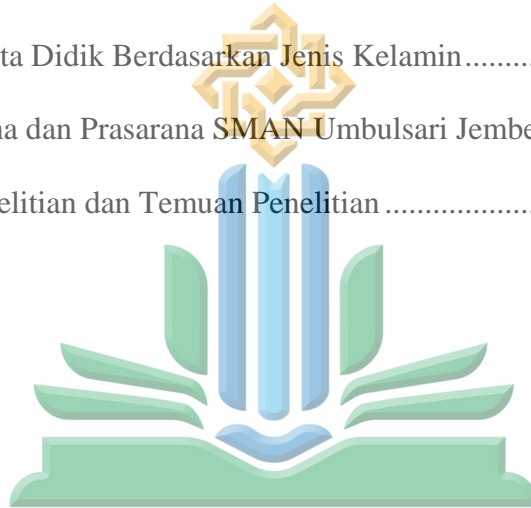 ta Didik Berdasarkan Jenis Kelamin..........
na dan Prasarana SMAN Umbulsari Jembe
elitian dan Temuan Penelitian ....................